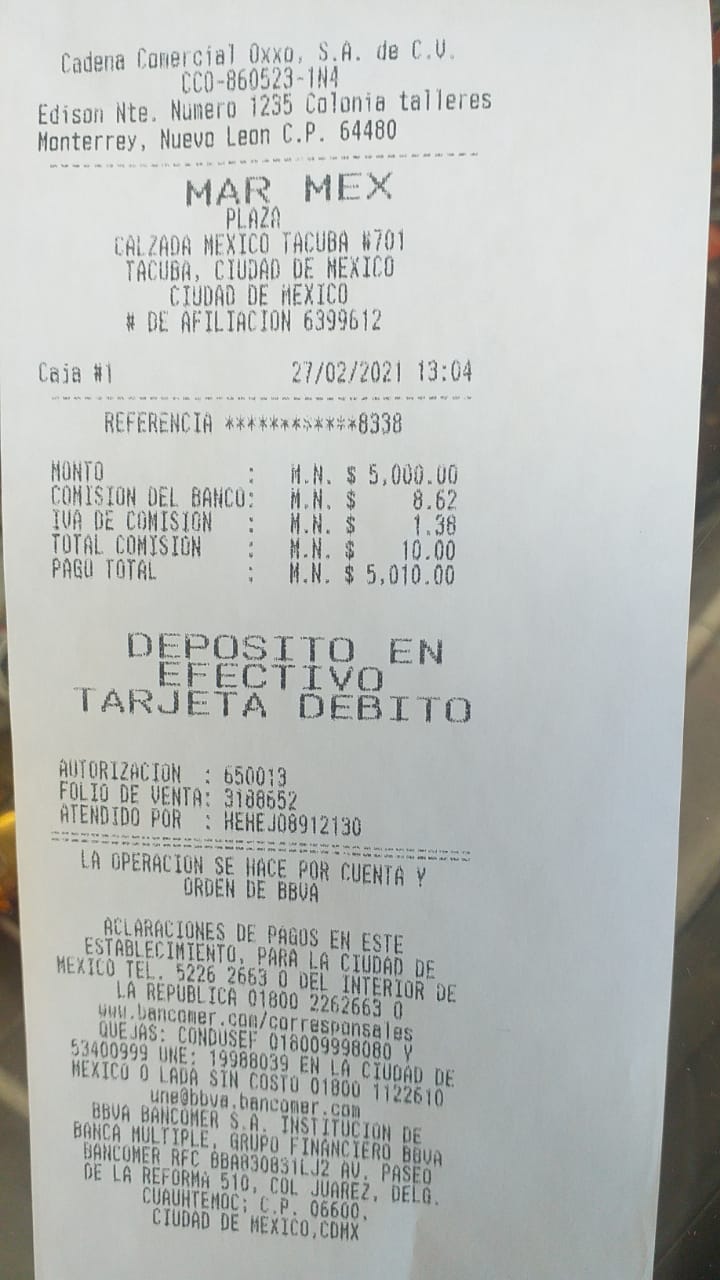 Cadena Comercial Oxxo, S.A. de C.V.
CCO-860523-1N4
Edison Nte. Numero 1235 Colonia talleres
Monterrey, Nuevo Leon C.P. 64480
MAR MEX
PLAZA
CALZADA MEXICO TACUBA #701
TACUBA, CIUDAD DE MEXICO
CIUDAD DE MEXICO
# DE AFILIACION 6399612
Caja #1 27/02/2021 13:04
REFERENCIA ************8338
MONTO : M.N. $ 5,000.00
COMISION DEL BANCO: M.N. $ 8.62
IVA DE COMISION : M.N. $ 1.38
TOTAL COMISION : M.N. $ 10.00
PAGO TOTAL : M.N. $ 5,010.00
DEPOSITO EN
EFECTIVO
TARJETA DEBITO
AUTORIZACION : 650013
FOLIO DE VENTA: 3188652
ATENDIDO POR : HEHEJ08912130
LA OPERACION SE HACE POR CUENTA Y
ORDEN DE BBVA
ACLARACIONES DE PAGOS EN ESTE
ESTABLECIMIENTO, PARA LA CIUDAD DE
MEXICO TEL. 5226 2663 O DEL INTERIOR DE
LA REPUBLICA 01800 2262663 O
www.bancomer.com/corresponsales
QUEJAS: CONDUSEF 018009998080 Y
53400999 UNE: 19988039 EN LA CIUDAD DE
MEXICO O LADA SIN COSTO 01800 1122610
une@bbva.bancomer.com
BBVA BANCOMER S.A. INSTITUCION DE
BANCA MULTIPLE, GRUPO FINANCIERO BBVA
BANCOMER RFC BBA830831LJ2 AV. PASEO
DE LA REFORMA 510, COL JUAREZ, DELG.
CUAUHTEMOC; C.P. 06600.
CIUDAD DE MEXICO,CDMX